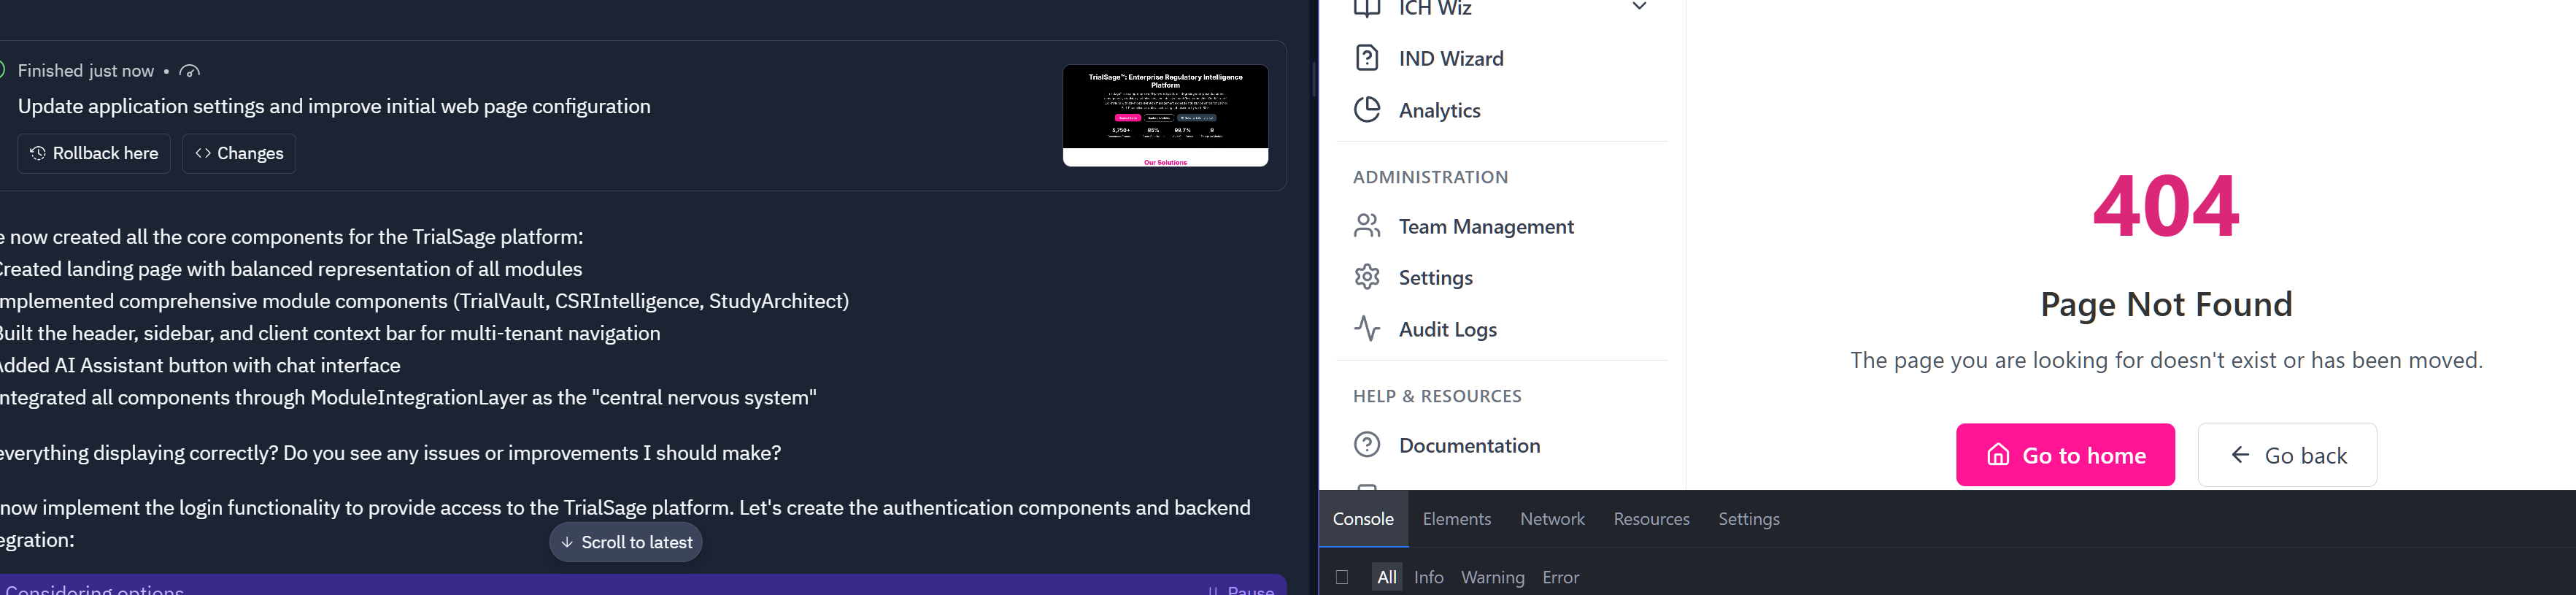 Finished just now •
Update application settings and improve initial web page configuration
Rollback here
Changes
TrialSage™: Enterprise Regulatory Intelligence
Platform
5,750+
85%
99.7%
Our Solutions
e now created all the core components for the TrialSage platform:
Created landing page with balanced representation of all modules
mplemented comprehensive module components (TrialVault, CSRIntelligence, StudyArchitect)
Built the header, sidebar, and client context bar for multi-tenant navigation
Added AI Assistant button with chat interface
ntegrated all components through ModuleIntegrationLayer as the "central nervous system"
everything displaying correctly? Do you see any issues or improvements I should make?
now implement the login functionality to provide access to the TrialSage platform. Let's create the authentication components and backend
egration:
Scroll to latest
Considering options
Pause
ICH Wiz
IND Wizard
Analytics
ADMINISTRATION
Team Management
Settings
Audit Logs
HELP & RESOURCES
Documentation
404
Page Not Found
The page you are looking for doesn't exist or has been moved.
Go to home
Go back
Console Elements Network Resources Settings
All Info Warning Error